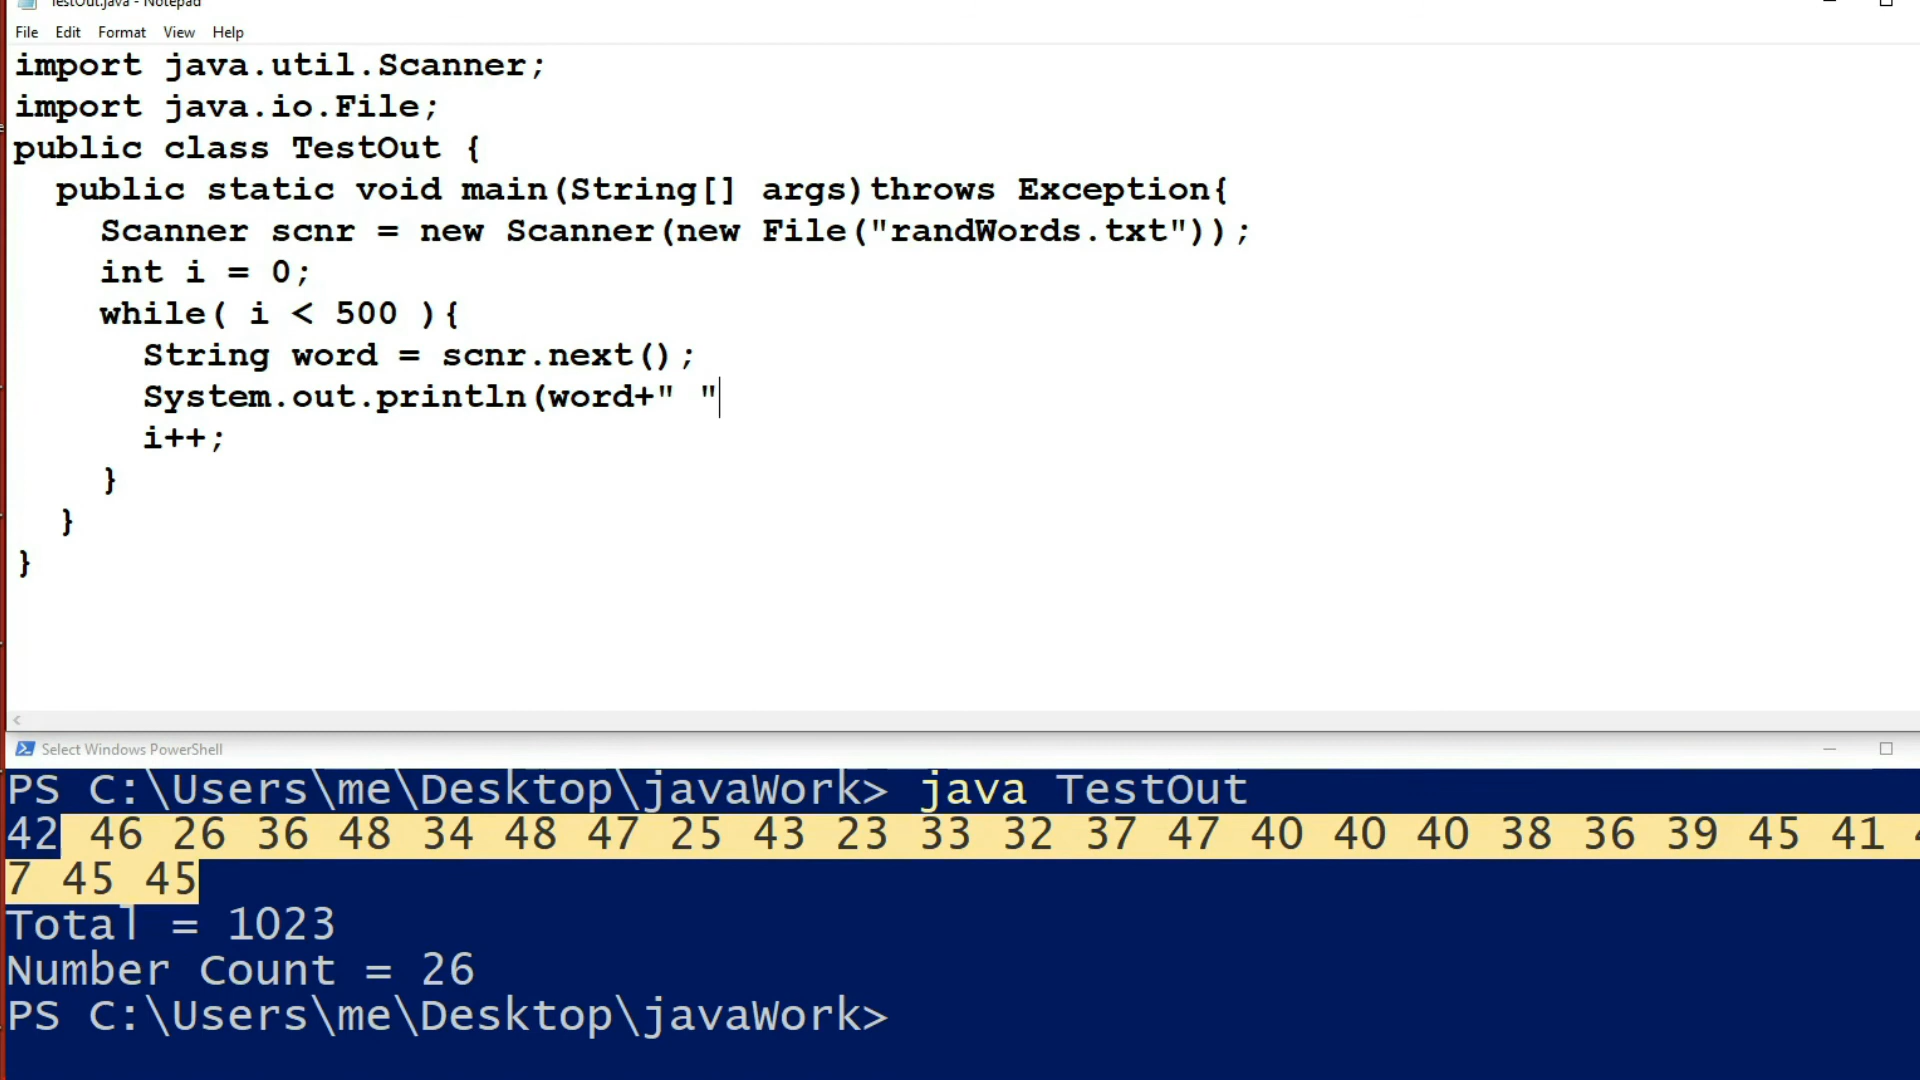 TestOut.java - Notepad
File Edit Format View Help
import java.util.Scanner;
import java.io.File;
public class TestOut {
public static void main(String[] args)throws Exception{
Scanner scnr = new Scanner(new File("randWords.txt"));
int i = 0;
while( i < 500 ){
String word = scnr.next();
System.out.println(word+" "
i++;
}
}
}
Select Windows PowerShell
PS C:\Users\me\Desktop\javaWork> java TestOut
42 46 26 36 48 34 48 47 25 43 23 33 32 37 47 40 40 40 38 36 39 45 41
7 45 45
Total = 1023
Number Count = 26
PS C:\Users\me\Desktop\javaWork>